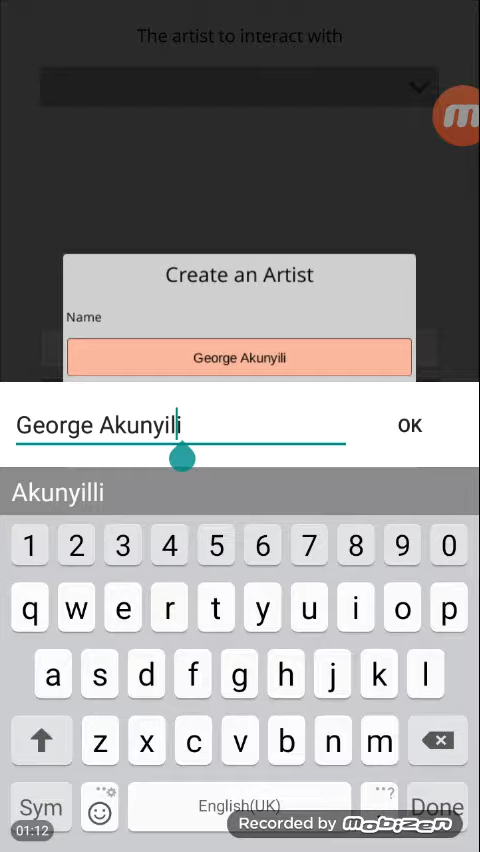 The artist to interact with
Create an Artist
Name
George Akunyili
George Akunyili
OK
Akunyilli
1 2 3 4 5 6 7 8 9 0
q w e r t y u i o p
a s d f g h j k l
z x c v b n m
Sym English(UK) Done
01:12
Recorded by mobizen